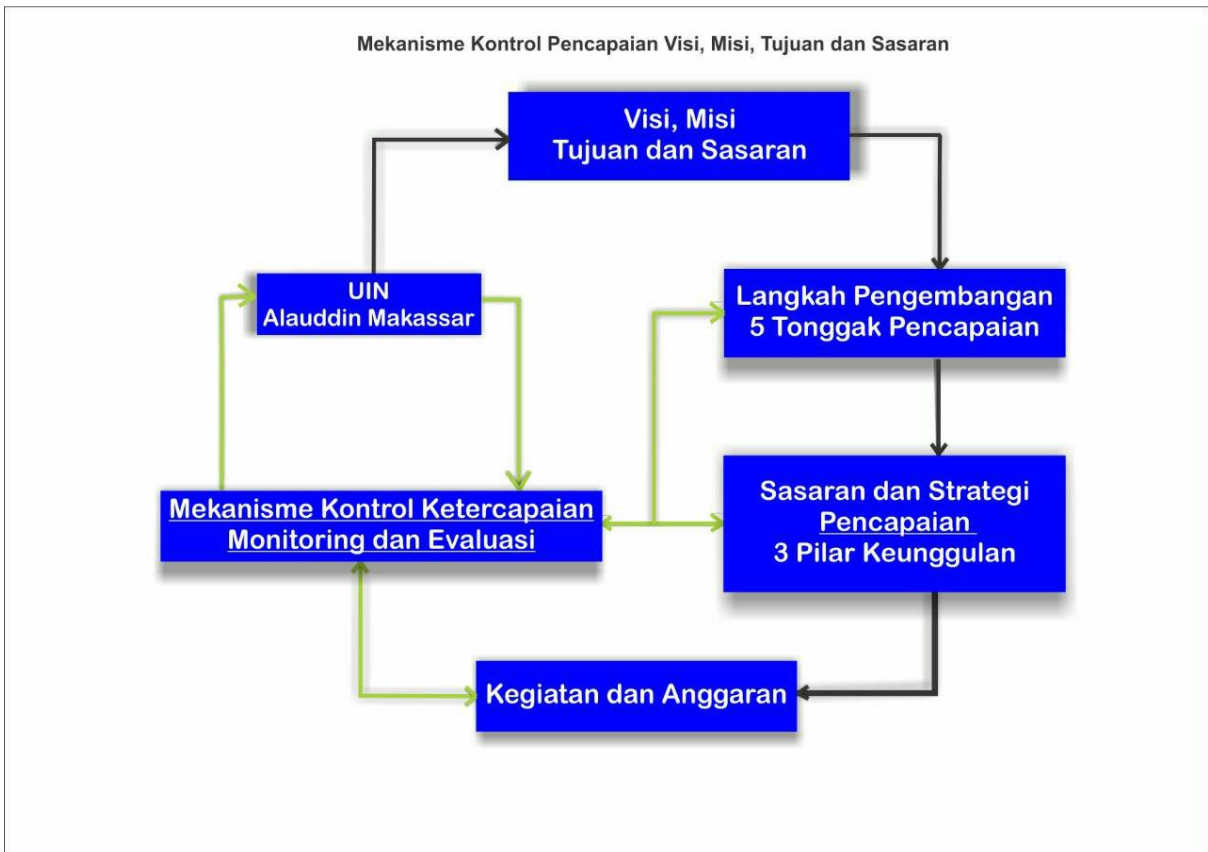 Mekanisme Kontrol Pencapaian Visi, Misi, Tujuan dan Sasaran
Visi, Misi
Tujuan dan Sasaran
UIN
Alauddin Makassar
Langkah Pengembangan
5 Tonggak Pencapaian
Mekanisme Kontrol Ketercapaian
Monitoring dan Evaluasi
Sasaran dan Strategi
Pencapaian
3 Pilar Keunggulan
Kegiatan dan Anggaran